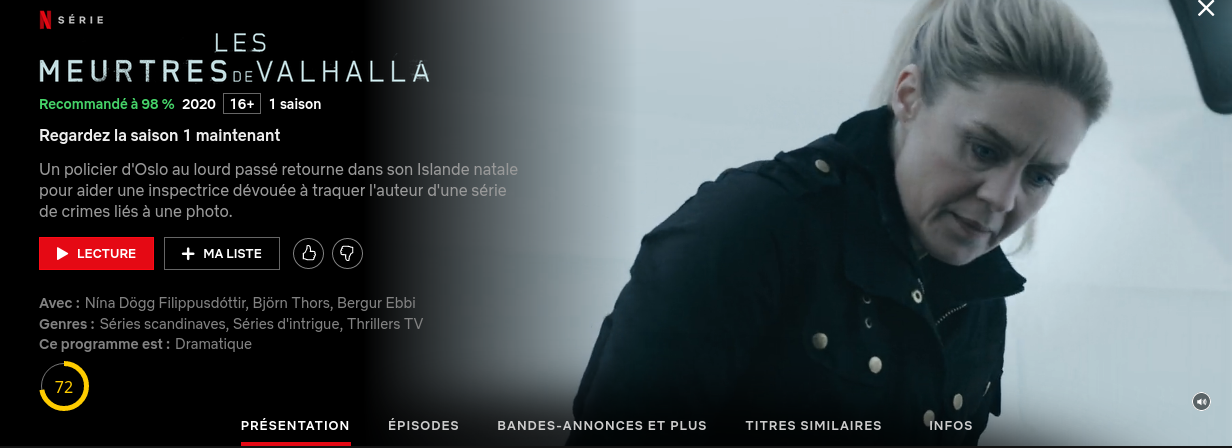 N SÉRIE
LES
MEURTRES DE VALHALLA
Recommandé à 98 % 2020 16+ 1 saison
Regardez la saison 1 maintenant
Un policier d'Oslo au lourd passé retourne dans son Islande natale
pour aider une inspectrice dévouée à traquer l'auteur d'une série
de crimes liés à une photo.
LECTURE MA LISTE
Avec : Nína Dögg Filippusdóttir, Björn Thors, Bergur Ebbi
Genres : Séries scandinaves, Séries d'intrigue, Thrillers TV
Ce programme est : Dramatique
72
PRÉSENTATION ÉPISODES BANDES-ANNONCES ET PLUS TITRES SIMILAIRES INFOS